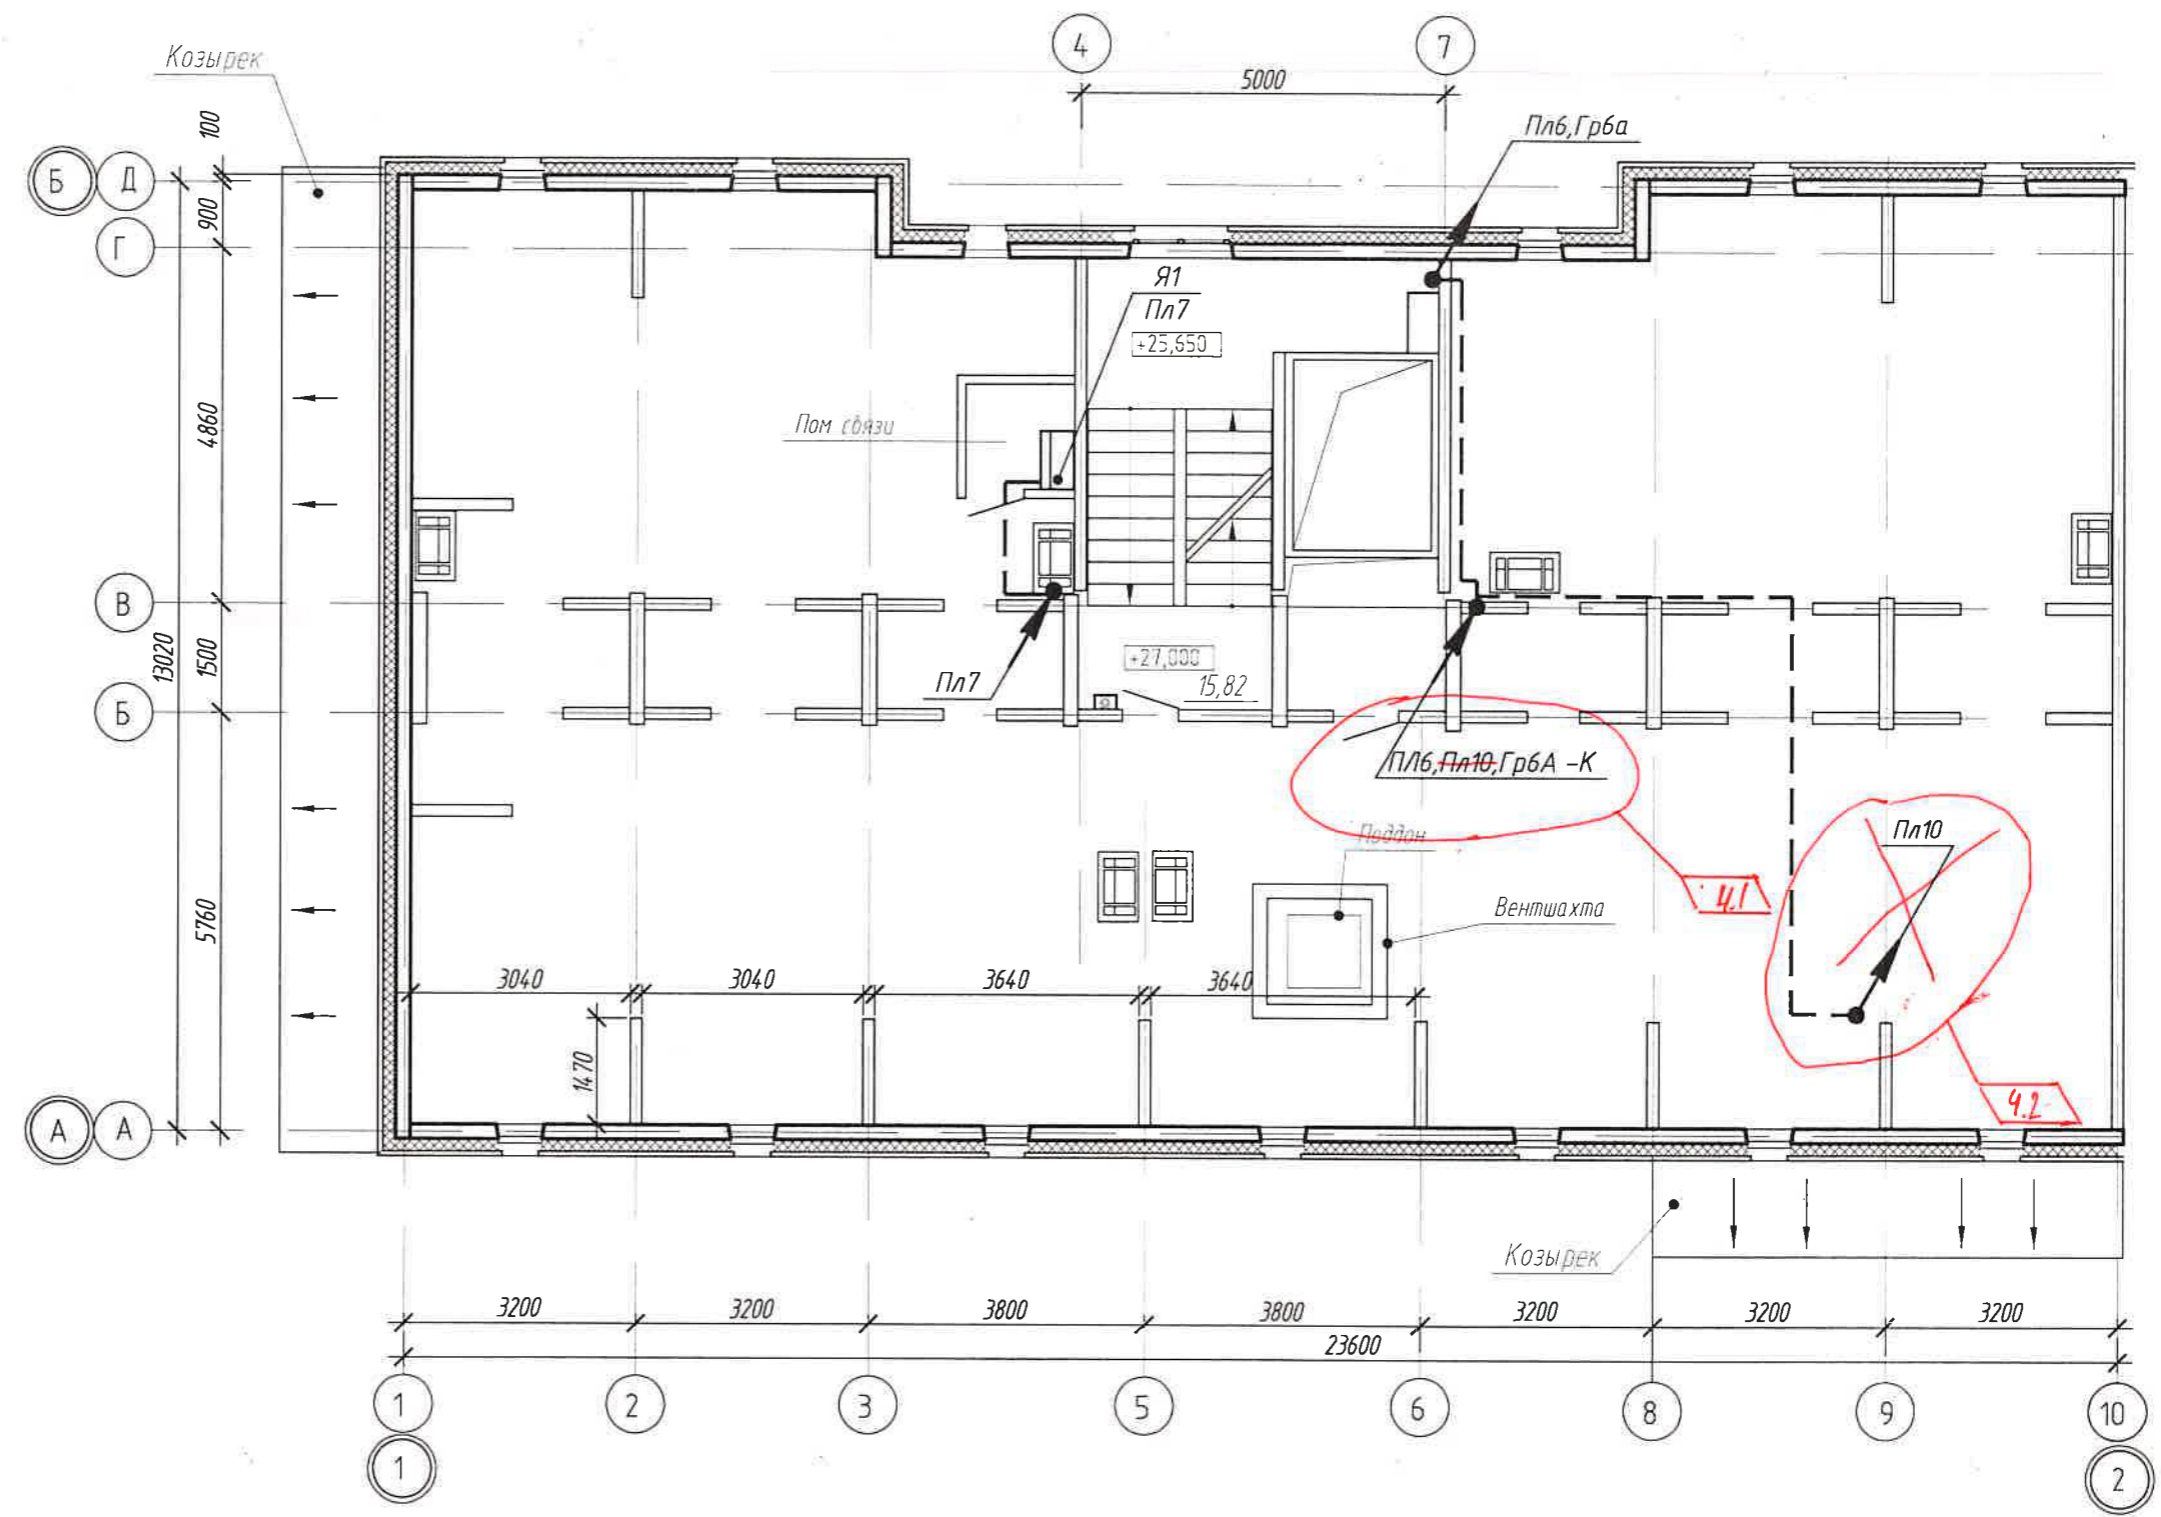 Козырек
4
7
5000
100
Пл6,Гр6а
Б
Д
900
Г
Я1
Пл7
+25,650
4860
Пом связи
В
13020
1500
+27,000
Пл7
15,82
Б
ПЛ6,Пл10,Гр6А -К
Пл10
Поддон
4.1
Вентшахта
5760
3040
3040
3640
3640
1470
4.2
А
А
Козырек
3200
3200
3800
3800
3200
3200
3200
23600
1
2
3
5
6
8
9
10
1
2